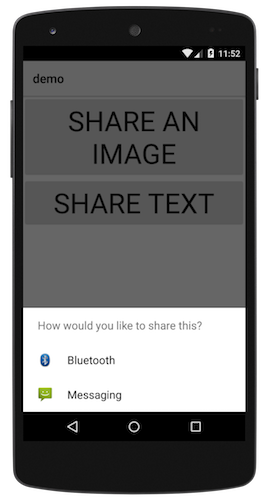 11:52
demo
SHARE AN
IMAGE
SHARE TEXT
How would you like to share this?
Bluetooth
Messaging